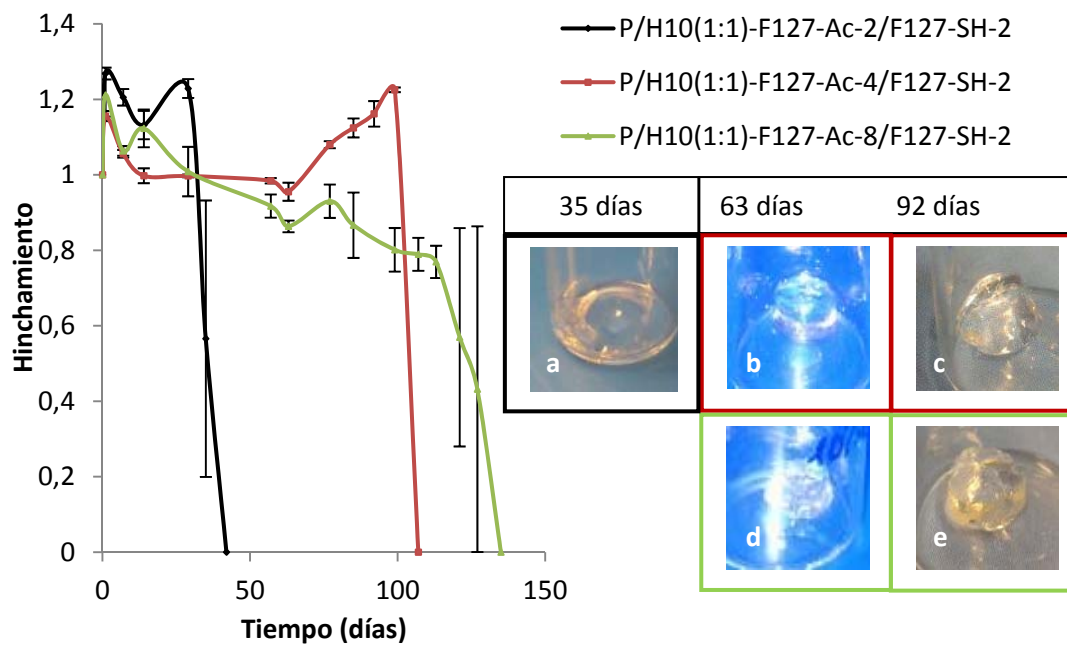 P/H10(1:1)-F127-Ac-2/F127-SH-2
P/H10(1:1)-F127-Ac-4/F127-SH-2
P/H10(1:1)-F127-Ac-8/F127-SH-2
Hinchamiento
1,4
1,2
1
0,8
0,6
0,4
0,2
0
0 50 100 150
Tiempo (días)
35 días 63 días 92 días
a b c
d e